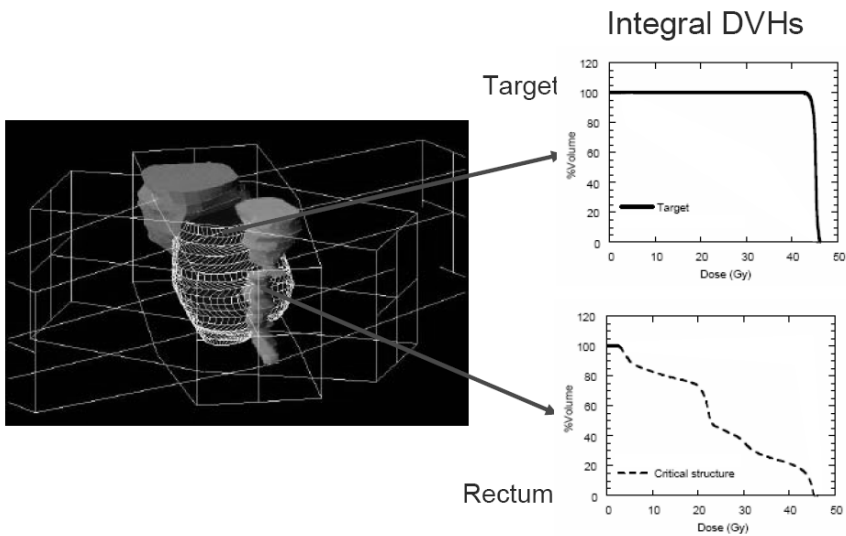 Integral DVHs
Target
120
100
80
60
40
20
0
%Volume
Target
0 10 20 30 40 50
Dose (Gy)
120
100
80
60
40
20
0
%Volume
Critical structure
Rectum
0 10 20 30 40 50
Dose (Gy)